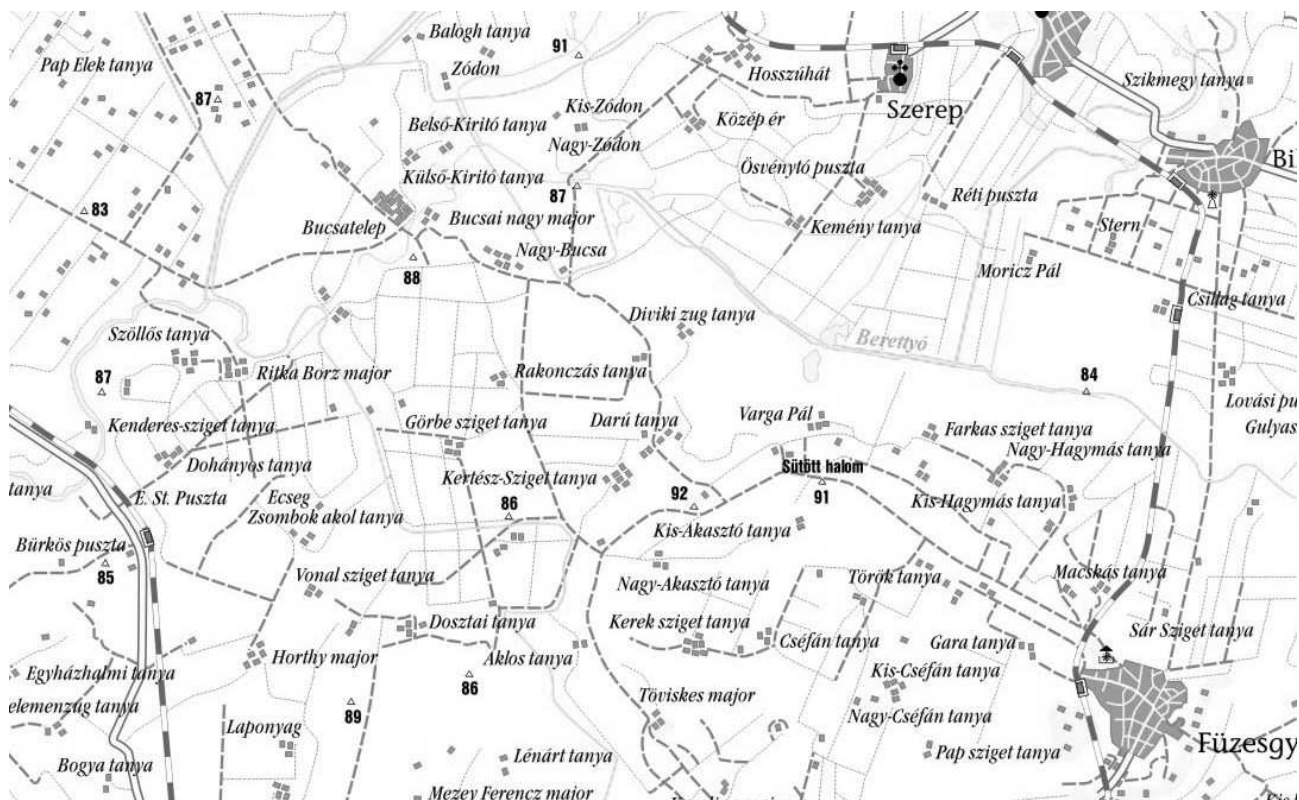 Balogh tanya
91
Pap Elek tanya
Zódon
Hosszúhát
Szikmegy tanya
87
Kis-Zódon
Szerep
Belső-Kiritó tanya
Közép ér
Nagy-Zódon
Ösvénytó puszta
Külső-Kiritó tanya
87
Réti puszta
83
Bucsatelep
Bucsai nagy major
Kemény tanya
Stern
Nagy-Bucsa
88
Moricz Pál
Csillag tanya
Diviki zug tanya
Szöllős tanya
Berettyó
Ritka Borz major
Rakonczás tanya
87
84
Kenderes-sziget tanya
Görbe sziget tanya
Darú tanya
Varga Pál
Farkas sziget tanya
Lovási
Gulyas
Nagy-Hagymás tanya
Dohányos tanya
Kertész-Sziget tanya
Sütött halom
tanya
E. St. Puszta
Ecseg
92
91
Kis-Hagymás tanya
Zsombok akol tanya
86
Kis-Akasztó tanya
Bürkös puszta
85
Vonal sziget tanya
Nagy-Akasztó tanya
Török tanya
Macskás tanya
Dosztai tanya
Kerek sziget tanya
Cséfán tanya
Gara tanya
Sár Sziget tanya
Horthy major
Aklos tanya
Egyházhalmi tanya
86
Kis-Cséfán tanya
elemenzúg tanya
89
Töviskes major
Nagy-Cséfán tanya
Laponyag
Füzesgy
Lénárt tanya
Pap sziget tanya
Bogya tanya
Mezey Ferencz major